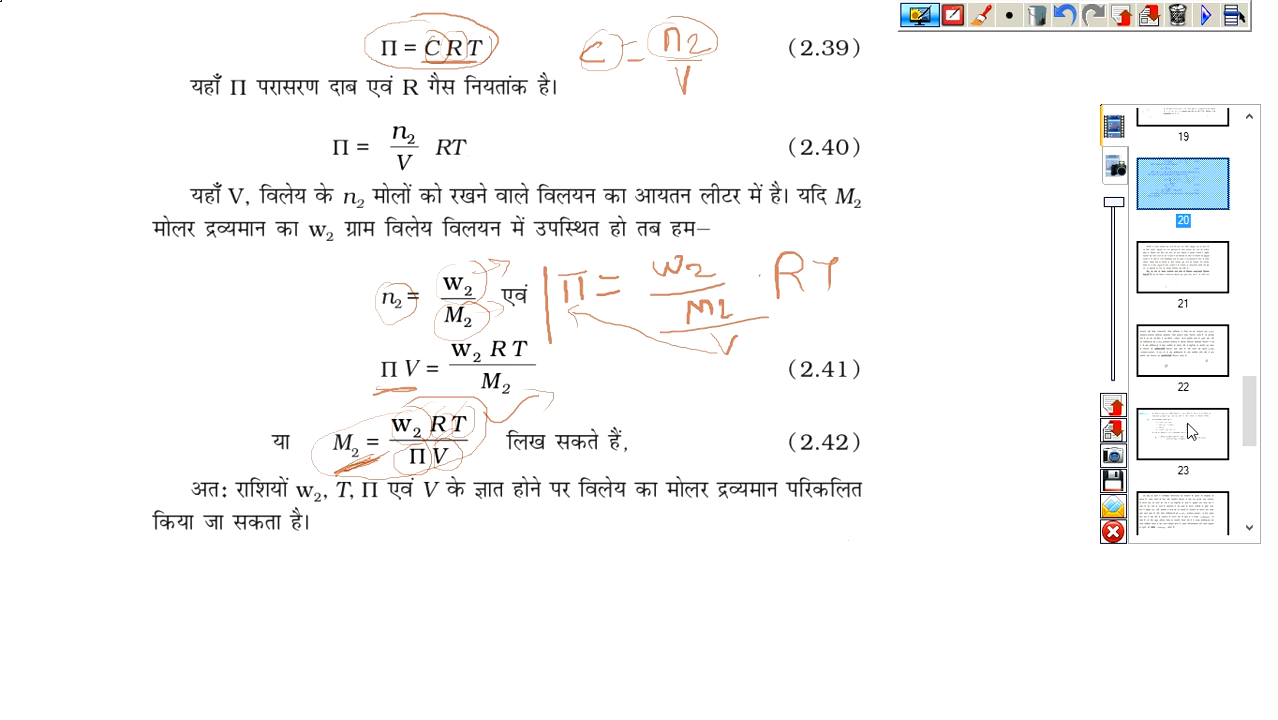 Π = C R T (2.39)
C = n2/V
यहाँ Π परासरण दाब एवं R गैस नियतांक है।
Π = n₂/V RT (2.40)
यहाँ V, विलेय के n₂ मोलों को रखने वाले विलयन का आयतन लीटर में है। यदि M₂
मोलर द्रव्यमान का w₂ ग्राम विलेय विलयन में उपस्थित हो तब हम–
n₂ = w₂/M₂ एवं
Π = w2/M2/V . RT
Π V = w₂ R T/M₂ (2.41)
या M₂ = w₂ R T/Π V लिख सकते हैं, (2.42)
अत: राशियों w₂, T, Π एवं V के ज्ञात होने पर विलेय का मोलर द्रव्यमान परिकलित
किया जा सकता है।
19
20
21
22
23